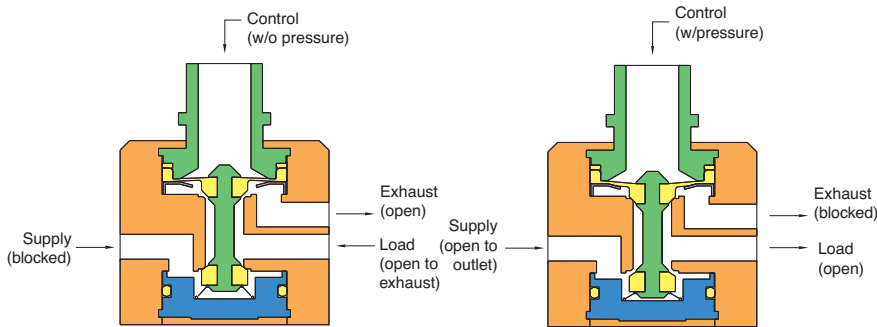 Control
(w/o pressure)
Exhaust
(open)
Supply
(blocked)
Load
(open to
exhaust)
Control
(w/pressure)
Exhaust
(blocked)
Supply
(open to
outlet)
Load
(open)